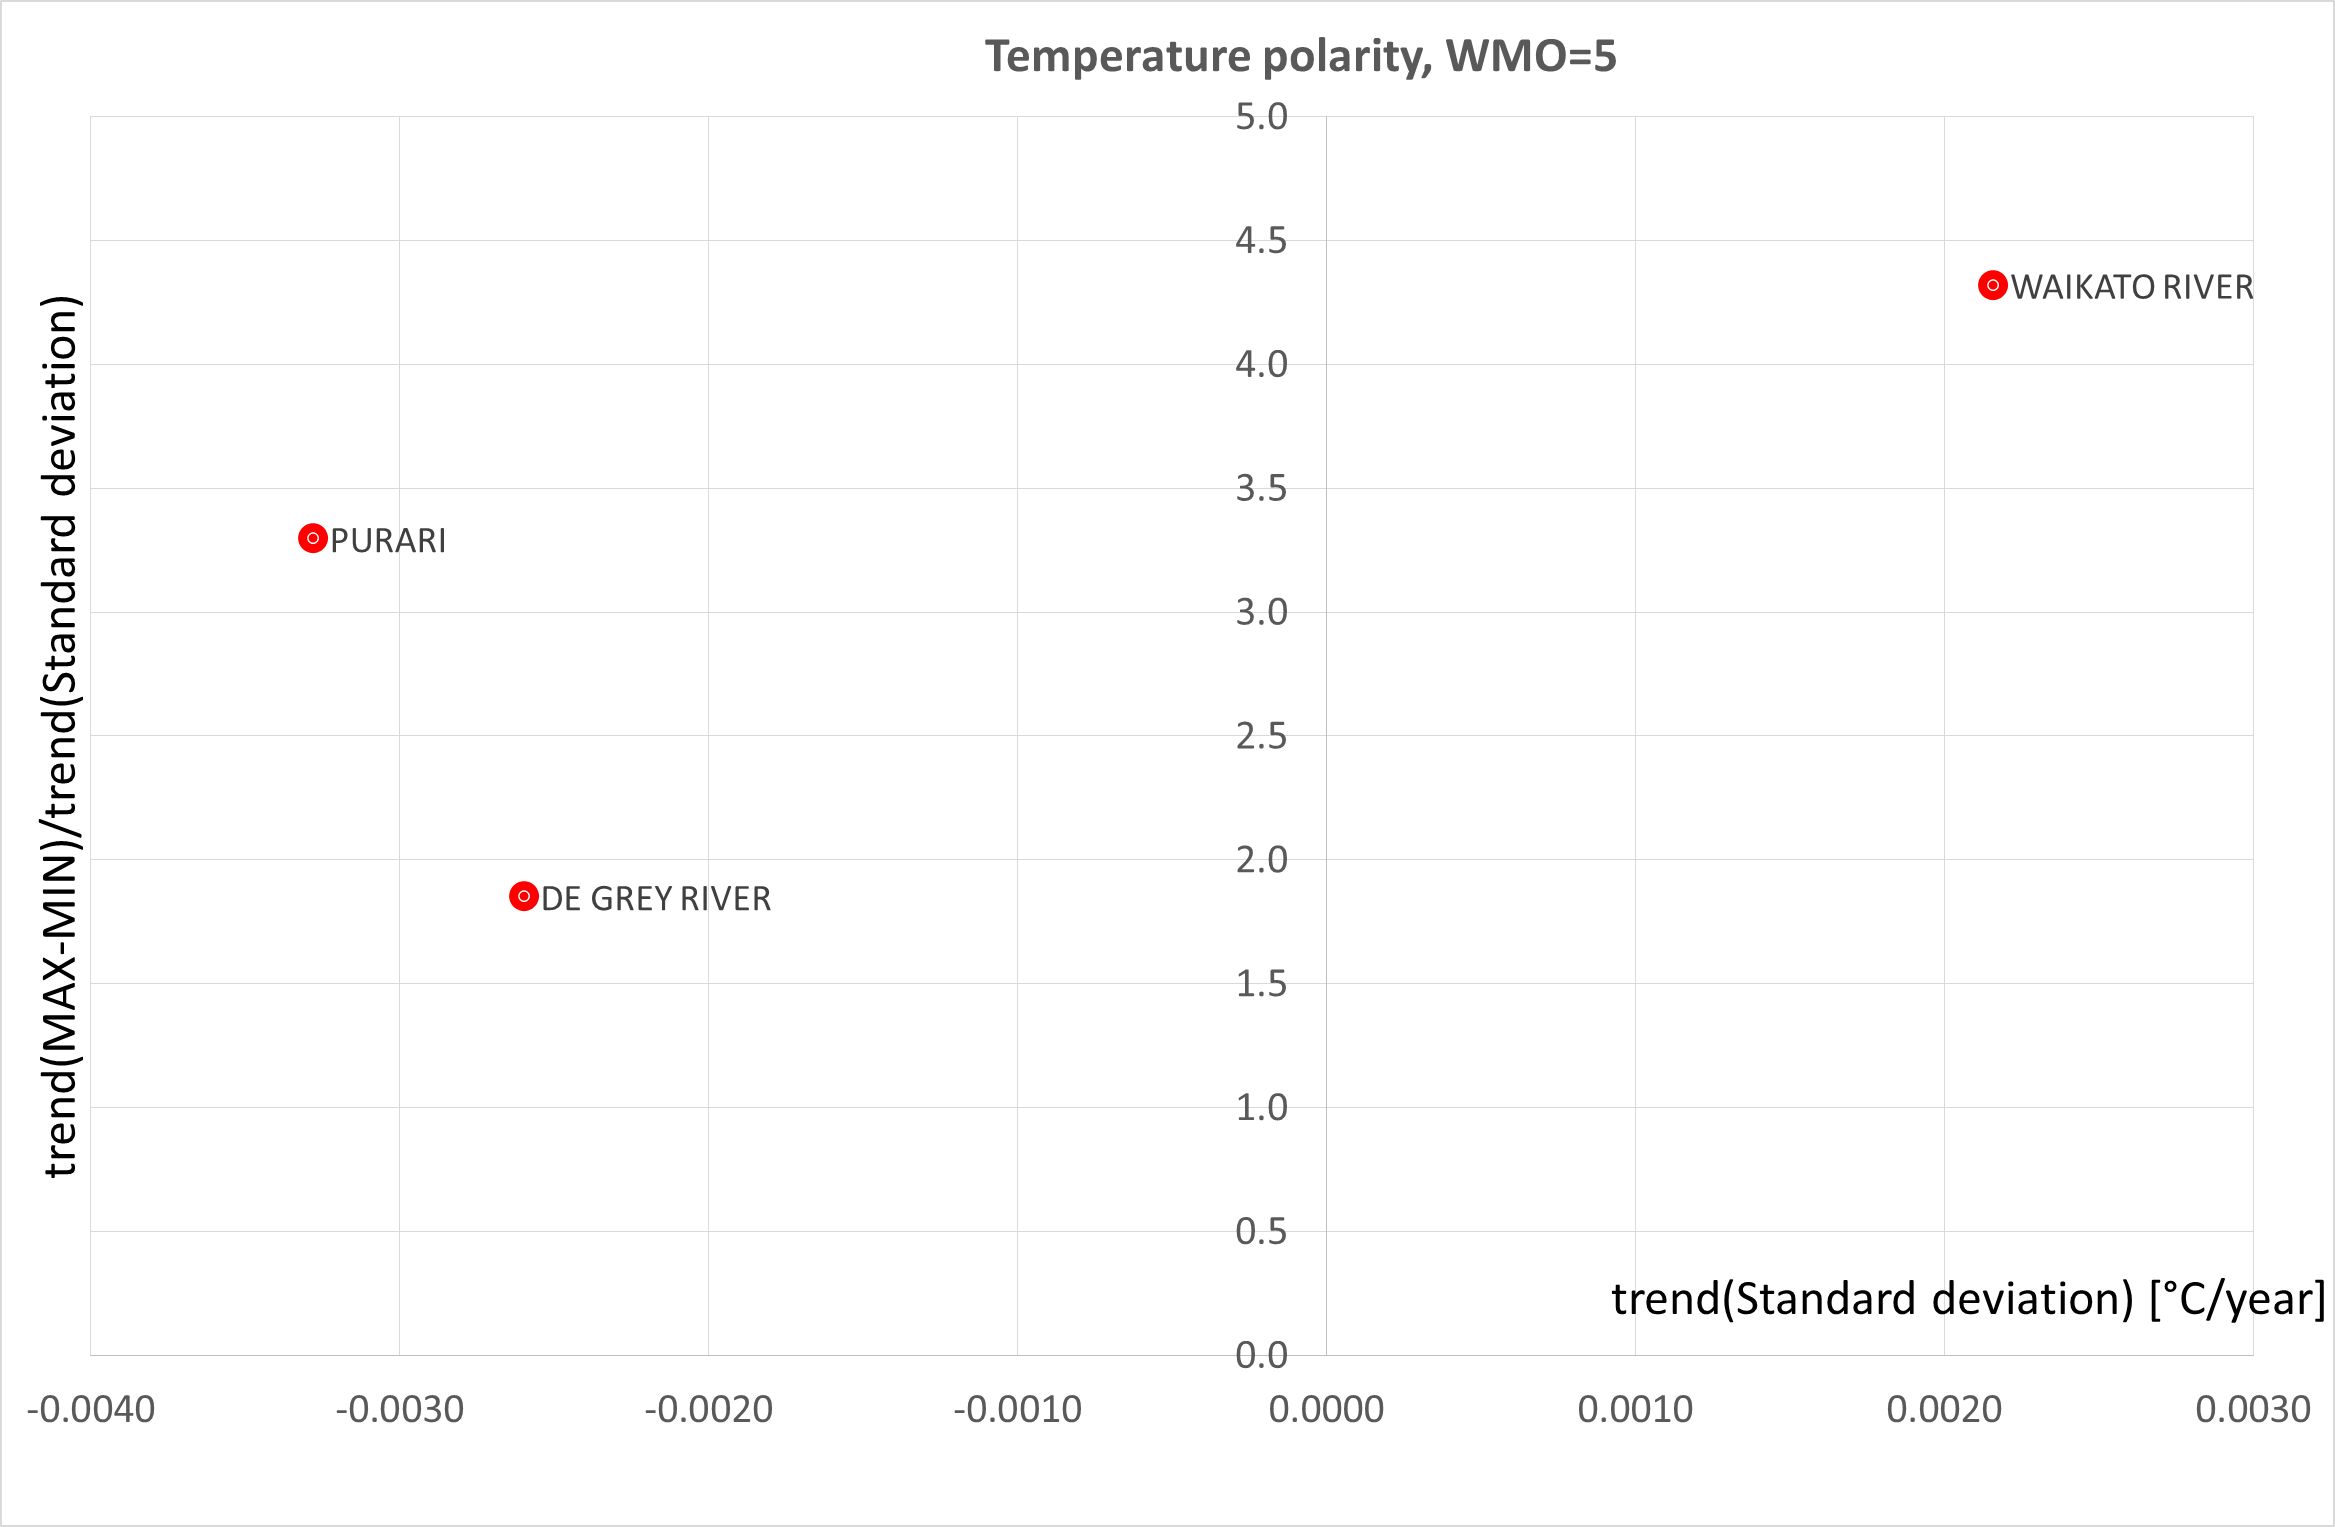 Temperature polarity, WMO=5
trend(MAX-MIN)/trend(Standard deviation)
5.0
4.5
WAIKATO RIVER
4.0
3.5
PURARI
3.0
2.5
2.0
DE GREY RIVER
1.5
1.0
0.5
trend(Standard deviation) [°C/year]
0.0
-0.0040 -0.0030 -0.0020 -0.0010 0.0000 0.0010 0.0020 0.0030